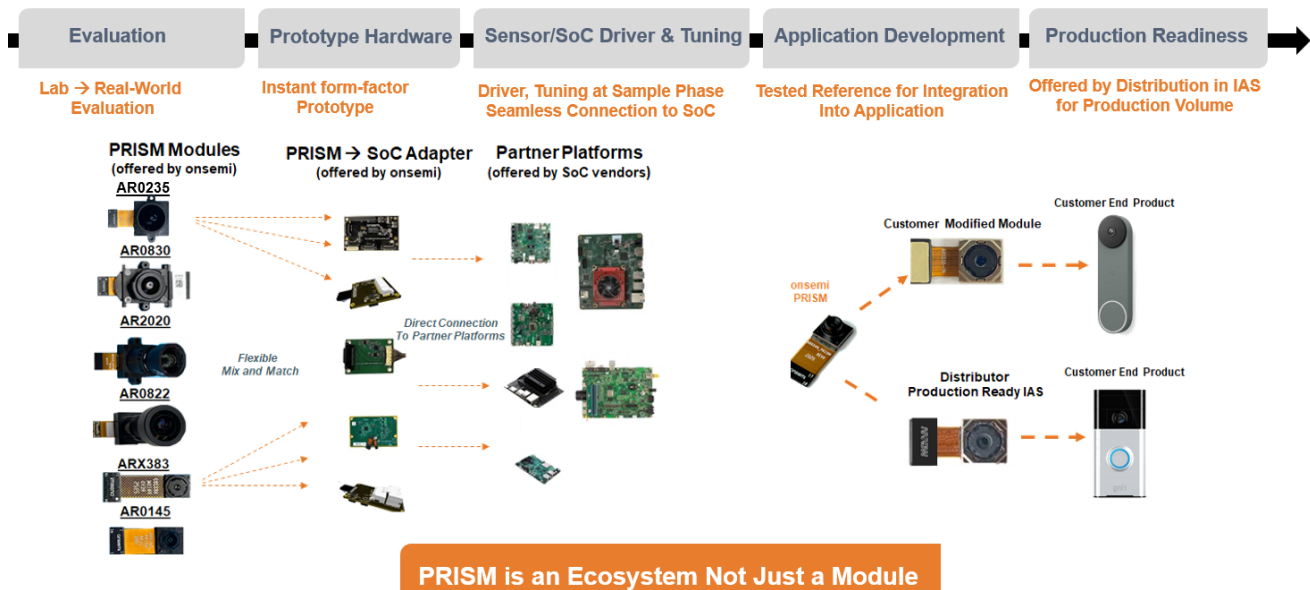 Evaluation
Prototype Hardware
Sensor/SoC Driver & Tuning
Application Development
Production Readiness
Lab → Real-World
Evaluation
Instant form-factor
Prototype
Driver, Tuning at Sample Phase
Seamless Connection to SoC
Tested Reference for Integration
Into Application
Offered by Distribution in IAS
for Production Volume
PRISM Modules
(offered by onsemi)
PRISM → SoC Adapter
(offered by onsemi)
Partner Platforms
(offered by SoC vendors)
AR0235
AR0830
AR2020
AR0822
ARX383
AR0145
Flexible
Mix and Match
Direct Connection
To Partner Platforms
onsemi
PRISM
Customer Modified Module
Customer End Product
Distributor
Production Ready IAS
Customer End Product
PRISM is an Ecosystem Not Just a Module